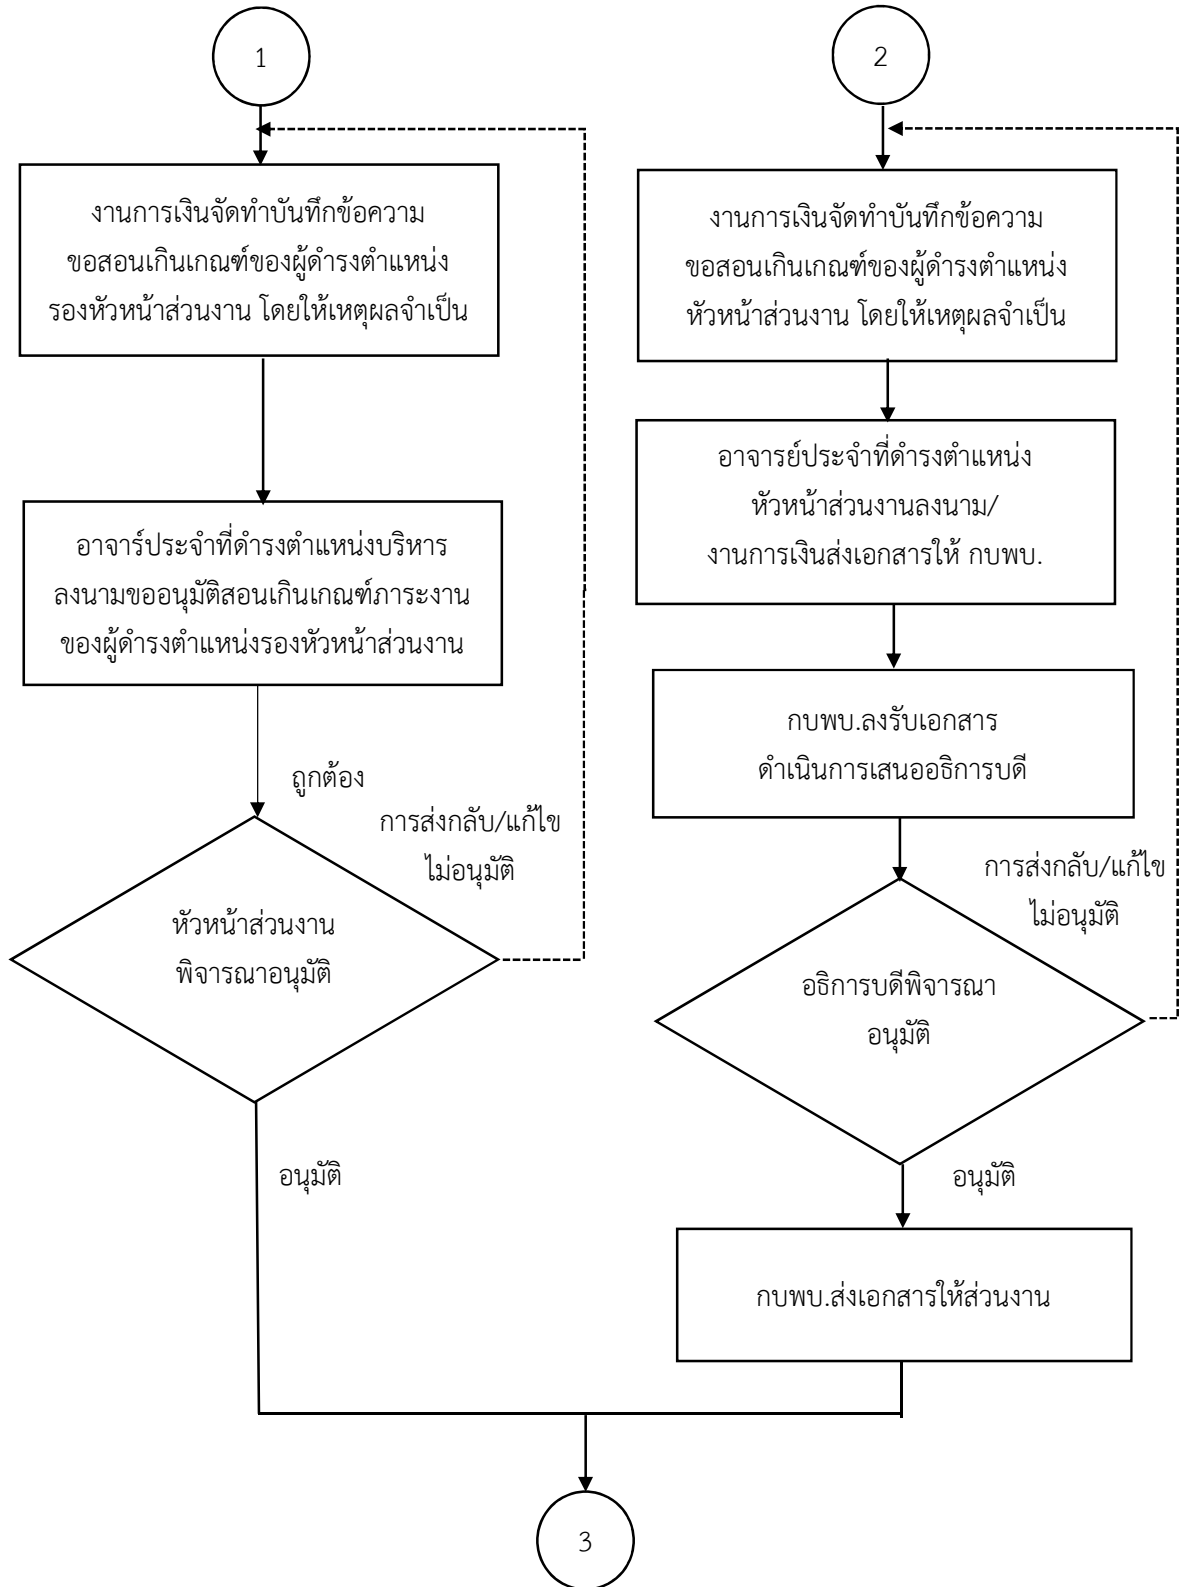 1
งานการเงินจัดทำบันทึกข้อความ
ขอสอนเกินเกณฑ์ของผู้ดำรงตำแหน่ง
รองหัวหน้าส่วนงาน โดยให้เหตุผลจำเป็น
อาจาร์ประจำที่ดำรงตำแหน่งบริหาร
ลงนามขออนุมัติสอนเกินเกณฑ์ภาระงาน
ของผู้ดำรงตำแหน่งรองหัวหน้าส่วนงาน
ถูกต้อง
การส่งกลับ/แก้ไข
ไม่อนุมัติ
หัวหน้าส่วนงาน
พิจารณาอนุมัติ
อนุมัติ
2
งานการเงินจัดทำบันทึกข้อความ
ขอสอนเกินเกณฑ์ของผู้ดำรงตำแหน่ง
หัวหน้าส่วนงาน โดยให้เหตุผลจำเป็น
อาจารย์ประจำที่ดำรงตำแหน่ง
หัวหน้าส่วนงานลงนาม/
งานการเงินส่งเอกสารให้ กบพบ.
กบพบ.ลงรับเอกสาร
ดำเนินการเสนออธิการบดี
การส่งกลับ/แก้ไข
ไม่อนุมัติ
อธิการบดีพิจารณา
อนุมัติ
อนุมัติ
กบพบ.ส่งเอกสารให้ส่วนงาน
3